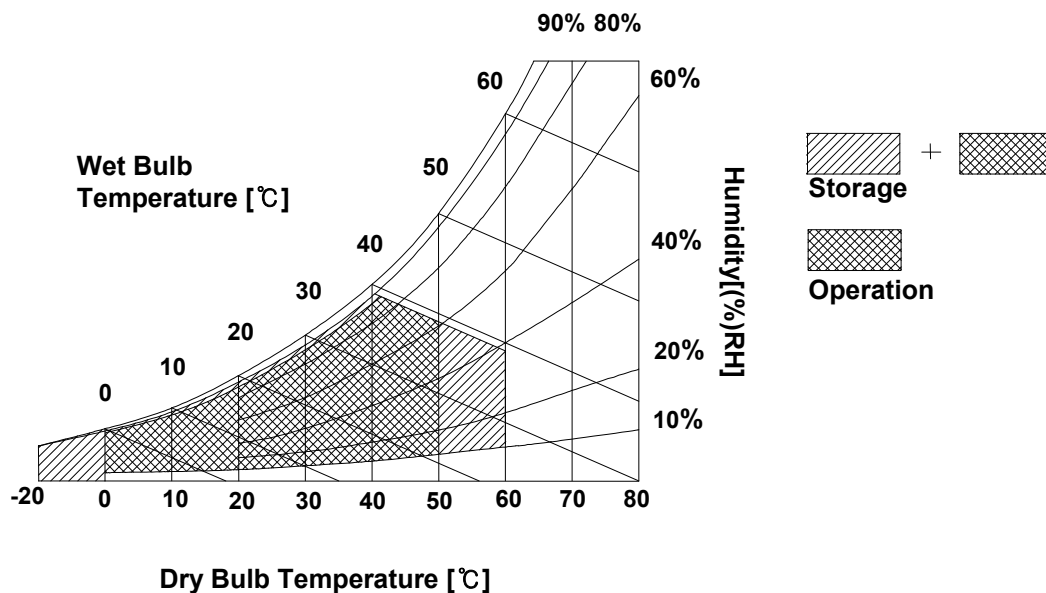 90% 80%
60
60%
Wet Bulb
Temperature [℃]
50
40
30
20
10
0
Humidity[(%)RH]
40%
20%
10%
+
Storage
Operation
-20 0 10 20 30 40 50 60 70 80
Dry Bulb Temperature [℃]